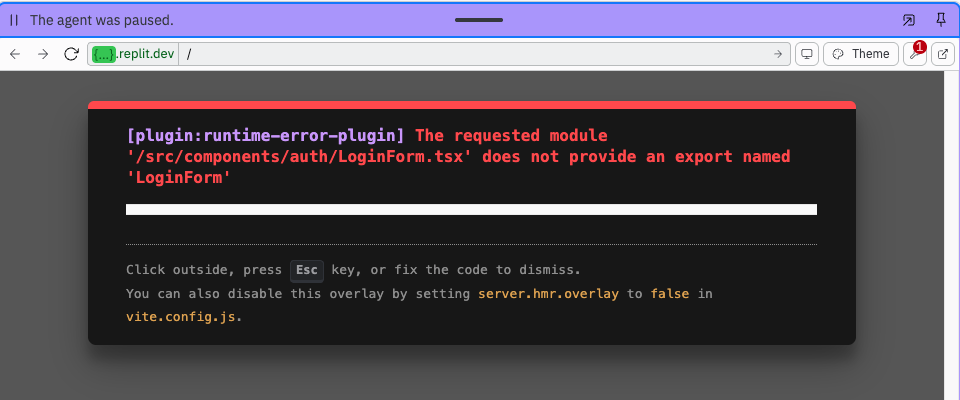 The agent was paused.
{...}.replit.dev /
Theme
1
[plugin:runtime-error-plugin] The requested module
'/src/components/auth/LoginForm.tsx' does not provide an export named
'LoginForm'
Click outside, press Esc key, or fix the code to dismiss.
You can also disable this overlay by setting server.hmr.overlay to false in
vite.config.js.